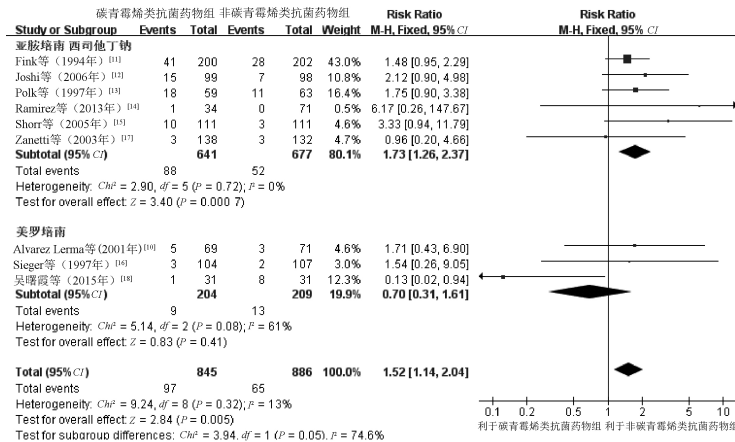 碳青霉烯类抗菌药物组 非碳青霉烯类抗菌药物组 Risk Ratio Risk Ratio
Study or Subgroup Events Total Events Total Weight M-H, Fixed, 95% CI M-H, Fixed, 95% CI
亚胺培南 西司他丁钠
Fink等（1994年）[11] 41 200 28 202 43.0% 1.48 [0.95, 2.29]
Joshi等（2006年）[12] 15 99 7 98 10.8% 2.12 [0.90, 4.98]
Polk等（1997年）[13] 18 59 11 63 16.4% 1.75 [0.90, 3.38]
Ramirez等（2013年）[14] 1 34 0 71 0.5% 6.17 [0.26, 147.67]
Shorr等（2005年）[15] 10 111 3 111 4.6% 3.33 [0.94, 11.79]
Zanetti等（2003年）[17] 3 138 3 132 4.7% 0.96 [0.20, 4.66]
Subtotal (95% CI) 641 677 80.1% 1.73 [1.26, 2.37]
Total events 88 52
Heterogeneity: Chi² = 2.90, df = 5 (P = 0.72); I² = 0%
Test for overall effect: Z = 3.40 (P = 0.000 7)
美罗培南
Alvarez Lerma等(2001年)[10] 5 69 3 71 4.6% 1.71 [0.43, 6.90]
Sieger等（1997年）[16] 3 104 2 107 3.0% 1.54 [0.26, 9.05]
吴曙霞等（2015年）[18] 1 31 8 31 12.3% 0.13 [0.02, 0.94]
Subtotal (95%CI) 204 209 19.9% 0.70 [0.31, 1.61]
Total events 9 13
Heterogeneity: Chi² = 5.14, df = 2 (P = 0.08); I² = 61%
Test for overall effect: Z = 0.83 (P = 0.41)
Total (95%CI) 845 886 100.0% 1.52 [1.14, 2.04]
Total events 97 65
Heterogeneity: Chi² = 9.24, df = 8 (P = 0.32); I² = 13%
Test for overall effect: Z = 2.84 (P = 0.005)
Test for subgroup differences: Chi² = 3.94, df = 1 (P = 0.05), I² = 74.6%
0.1 0.2 0.5 1 2 5 10
利于碳青霉烯类抗菌药物组 利于非碳青霉烯类抗菌药物组